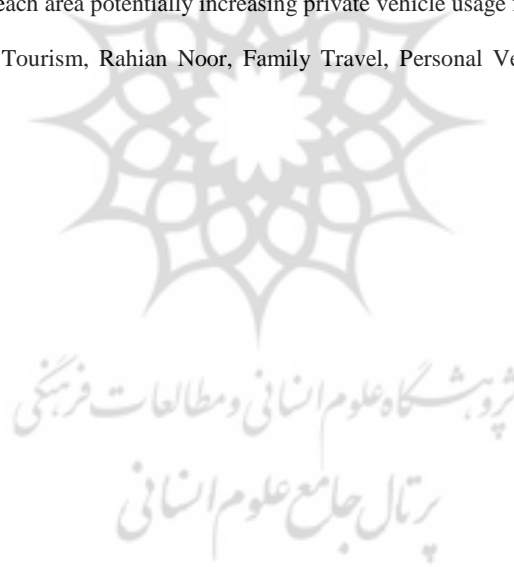 each area potentially increasing private vehicle usage
Tourism, Rahian Noor, Family Travel, Personal
پژوهشگاه علوم انسانی و مطالعات فرهنگی
پرتال جامع علوم انسانی